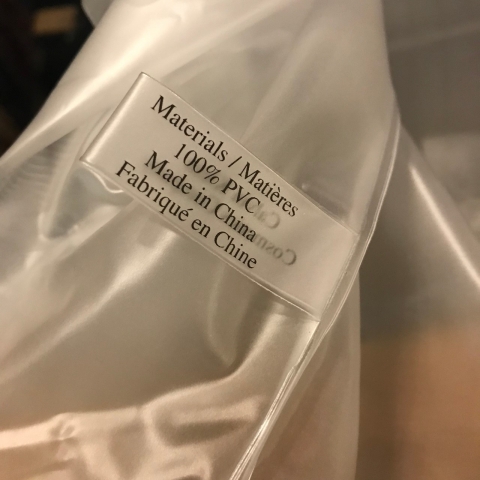 Materials / Matières
100% PVC
Made in China
Fabriqué en Chine